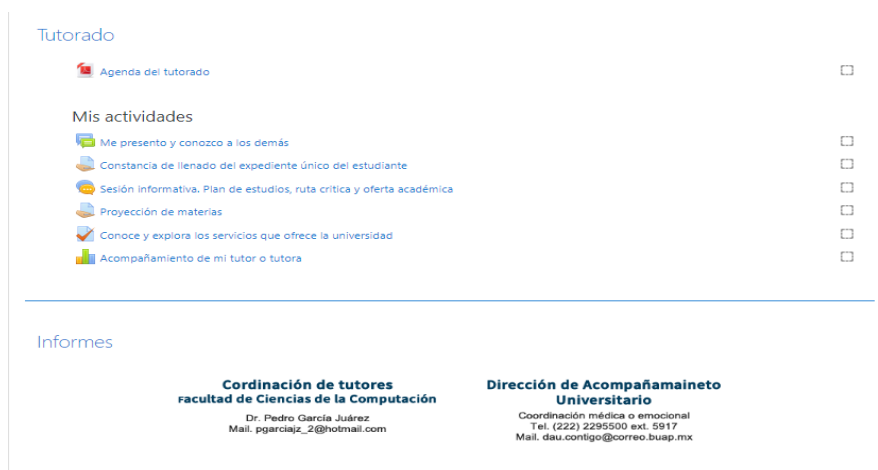 Tutorado
Agenda del tutorado
Mis actividades
Me presento y conozco a los demás
Constancia de llenado del expediente único del estudiante
Sesión informativa. Plan de estudios, ruta critica y oferta académica
Proyección de materias
Conoce y explora los servicios que ofrece la universidad
Acompañamiento de mi tutor o tutora
Informes
Cordinación de tutores
Facultad de Ciencias de la Computación
Dr. Pedro García Juárez
Mail. pgarciajz_2@hotmail.com
Dirección de Acompañamaineto
Universitario
Coordinación médica o emocional
Tel. (222) 2295500 ext. 5917
Mail. dau.contigo@correo.buap.mx